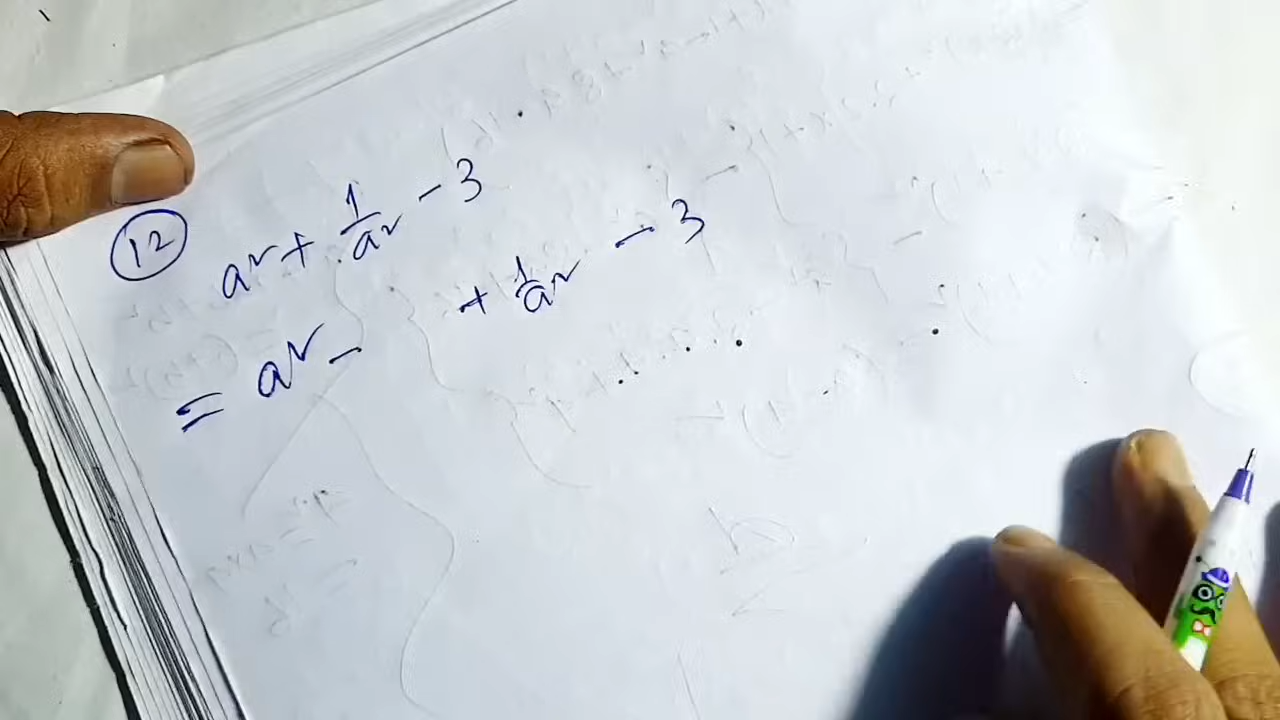 (12) a² + 1/a² - 3
= a² -      + 1/a² - 3